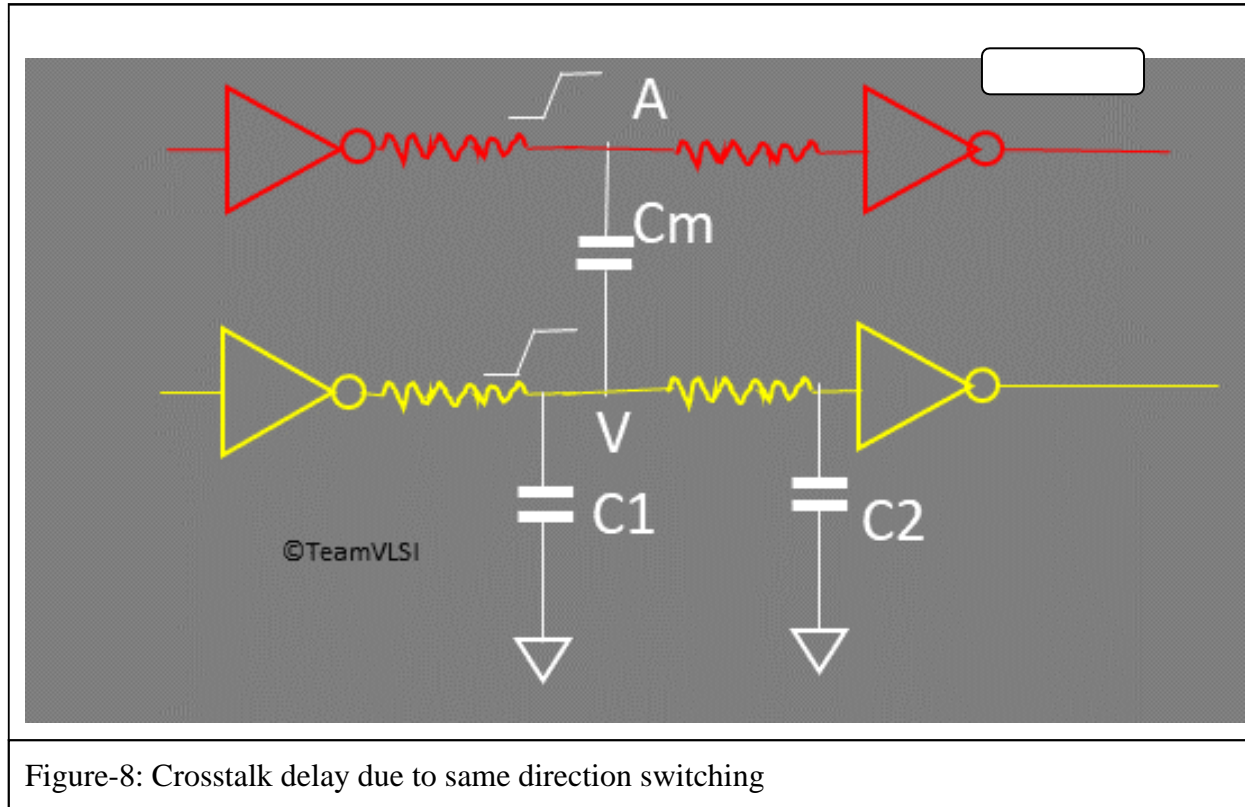 A
Cm
V
C1
C2
©TeamVLSI
Figure-8: Crosstalk delay due to same direction switching